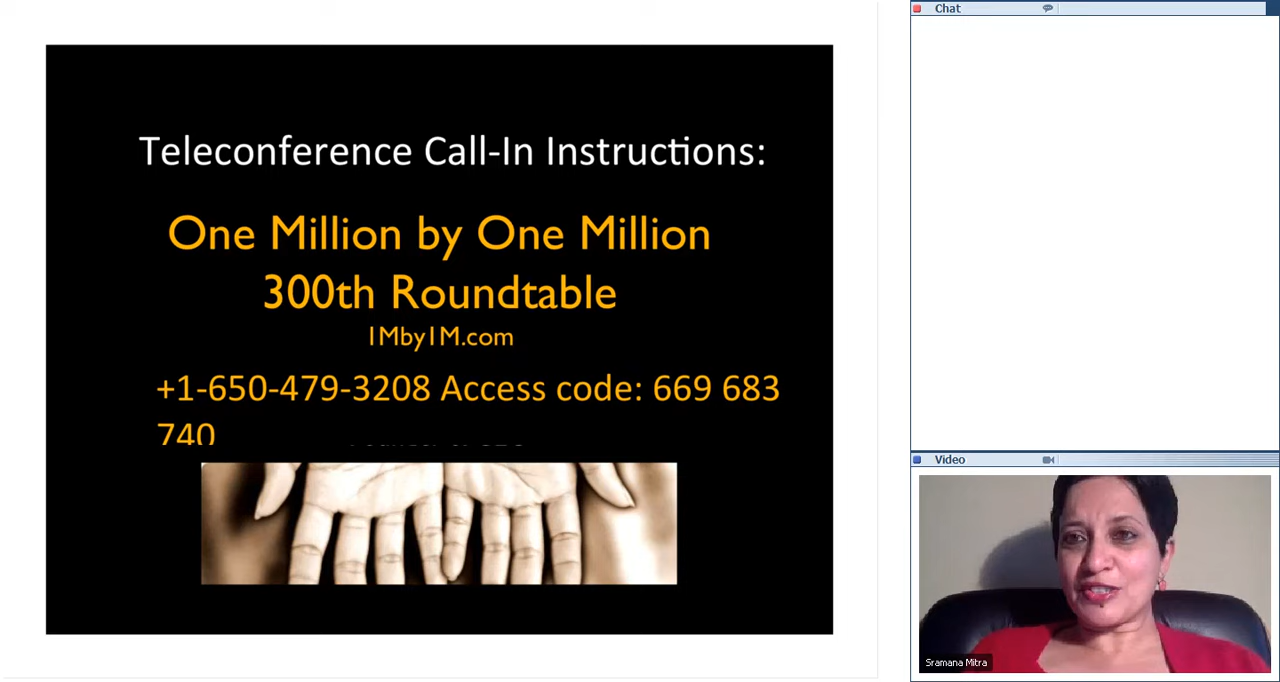 Teleconference Call-In Instructions:
One Million by One Million
300th Roundtable
1Mby1M.com
+1-650-479-3208 Access code: 669 683
740
Chat
Video
Sramana Mitra